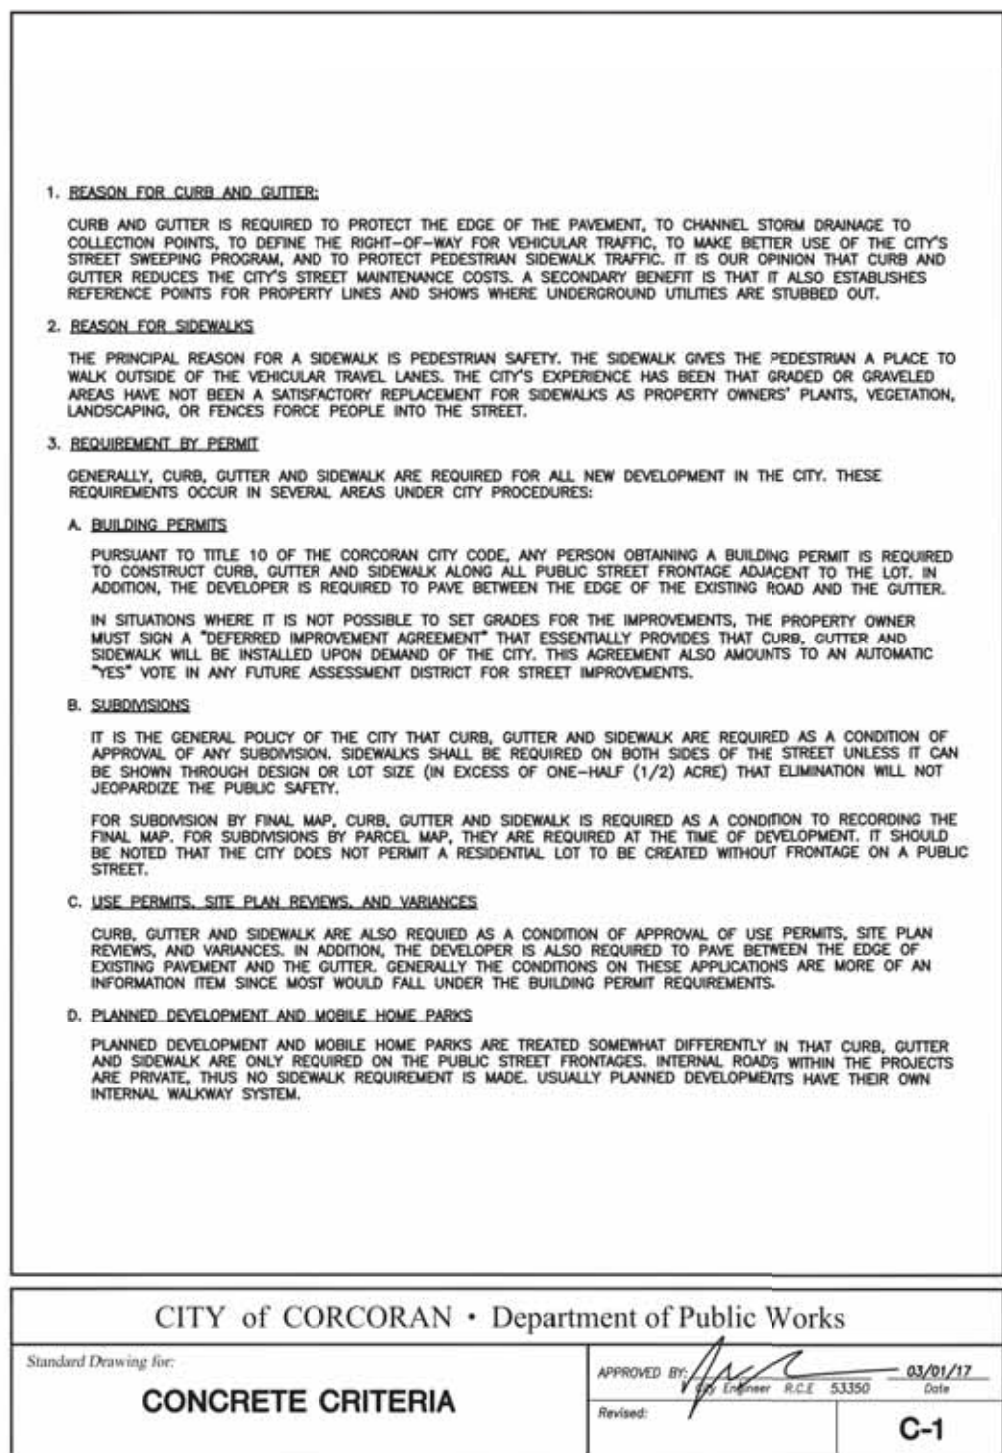 1. REASON FOR CURB AND GUTTER:
CURB AND GUTTER IS REQUIRED TO PROTECT THE EDGE OF THE PAVEMENT, TO CHANNEL STORM DRAINAGE TO
COLLECTION POINTS, TO DEFINE THE RIGHT-OF-WAY FOR VEHICULAR TRAFFIC, TO MAKE BETTER USE OF THE CITY'S
STREET SWEEPING PROGRAM, AND TO PROTECT PEDESTRIAN SIDEWALK TRAFFIC. IT IS OUR OPINION THAT CURB AND
GUTTER REDUCES THE CITY'S STREET MAINTENANCE COSTS. A SECONDARY BENEFIT IS THAT IT ALSO ESTABLISHES
REFERENCE POINTS FOR PROPERTY LINES AND SHOWS WHERE UNDERGROUND UTILITIES ARE STUBBED OUT.
2. REASON FOR SIDEWALKS
THE PRINCIPAL REASON FOR A SIDEWALK IS PEDESTRIAN SAFETY. THE SIDEWALK GIVES THE PEDESTRIAN A PLACE TO
WALK OUTSIDE OF THE VEHICULAR TRAVEL LANES. THE CITY'S EXPERIENCE HAS BEEN THAT GRADED OR GRAVELED
AREAS HAVE NOT BEEN A SATISFACTORY REPLACEMENT FOR SIDEWALKS AS PROPERTY OWNERS' PLANTS, VEGETATION,
LANDSCAPING, OR FENCES FORCE PEOPLE INTO THE STREET.
3. REQUIREMENT BY PERMIT
GENERALLY, CURB, GUTTER AND SIDEWALK ARE REQUIRED FOR ALL NEW DEVELOPMENT IN THE CITY. THESE
REQUIREMENTS OCCUR IN SEVERAL AREAS UNDER CITY PROCEDURES:
A. BUILDING PERMITS
PURSUANT TO TITLE 10 OF THE CORCORAN CITY CODE, ANY PERSON OBTAINING A BUILDING PERMIT IS REQUIRED
TO CONSTRUCT CURB, GUTTER AND SIDEWALK ALONG ALL PUBLIC STREET FRONTAGE ADJACENT TO THE LOT. IN
ADDITION, THE DEVELOPER IS REQUIRED TO PAVE BETWEEN THE EDGE OF THE EXISTING ROAD AND THE GUTTER.
IN SITUATIONS WHERE IT IS NOT POSSIBLE TO SET GRADES FOR THE IMPROVEMENTS, THE PROPERTY OWNER
MUST SIGN A "DEFERRED IMPROVEMENT AGREEMENT" THAT ESSENTIALLY PROVIDES THAT CURB, GUTTER AND
SIDEWALK WILL BE INSTALLED UPON DEMAND OF THE CITY. THIS AGREEMENT ALSO AMOUNTS TO AN AUTOMATIC
"YES" VOTE IN ANY FUTURE ASSESSMENT DISTRICT FOR STREET IMPROVEMENTS.
B. SUBDIVISIONS
IT IS THE GENERAL POLICY OF THE CITY THAT CURB, GUTTER AND SIDEWALK ARE REQUIRED AS A CONDITION OF
APPROVAL OF ANY SUBDIVISION. SIDEWALKS SHALL BE REQUIRED ON BOTH SIDES OF THE STREET UNLESS IT CAN
BE SHOWN THROUGH DESIGN OR LOT SIZE (IN EXCESS OF ONE-HALF (1/2) ACRE) THAT ELIMINATION WILL NOT
JEOPARDIZE THE PUBLIC SAFETY.
FOR SUBDIVISION BY FINAL MAP, CURB, GUTTER AND SIDEWALK IS REQUIRED AS A CONDITION TO RECORDING THE
FINAL MAP. FOR SUBDIVISIONS BY PARCEL MAP, THEY ARE REQUIRED AT THE TIME OF DEVELOPMENT. IT SHOULD
BE NOTED THAT THE CITY DOES NOT PERMIT A RESIDENTIAL LOT TO BE CREATED WITHOUT FRONTAGE ON A PUBLIC
STREET.
C. USE PERMITS, SITE PLAN REVIEWS, AND VARIANCES
CURB, GUTTER AND SIDEWALK ARE ALSO REQUIED AS A CONDITION OF APPROVAL OF USE PERMITS, SITE PLAN
REVIEWS, AND VARIANCES. IN ADDITION, THE DEVELOPER IS ALSO REQUIRED TO PAVE BETWEEN THE EDGE OF
EXISTING PAVEMENT AND THE GUTTER. GENERALLY THE CONDITIONS ON THESE APPLICATIONS ARE MORE OF AN
INFORMATION ITEM SINCE MOST WOULD FALL UNDER THE BUILDING PERMIT REQUIREMENTS.
D. PLANNED DEVELOPMENT AND MOBILE HOME PARKS
PLANNED DEVELOPMENT AND MOBILE HOME PARKS ARE TREATED SOMEWHAT DIFFERENTLY IN THAT CURB, GUTTER
AND SIDEWALK ARE ONLY REQUIRED ON THE PUBLIC STREET FRONTAGES. INTERNAL ROADS WITHIN THE PROJECTS
ARE PRIVATE, THUS NO SIDEWALK REQUIREMENT IS MADE. USUALLY PLANNED DEVELOPMENTS HAVE THEIR OWN
INTERNAL WALKWAY SYSTEM.
CITY of CORCORAN • Department of Public Works
Standard Drawing for:
CONCRETE CRITERIA
APPROVED BY: 03/01/17
City Engineer R.C.E 53350 Date
Revised:
C-1